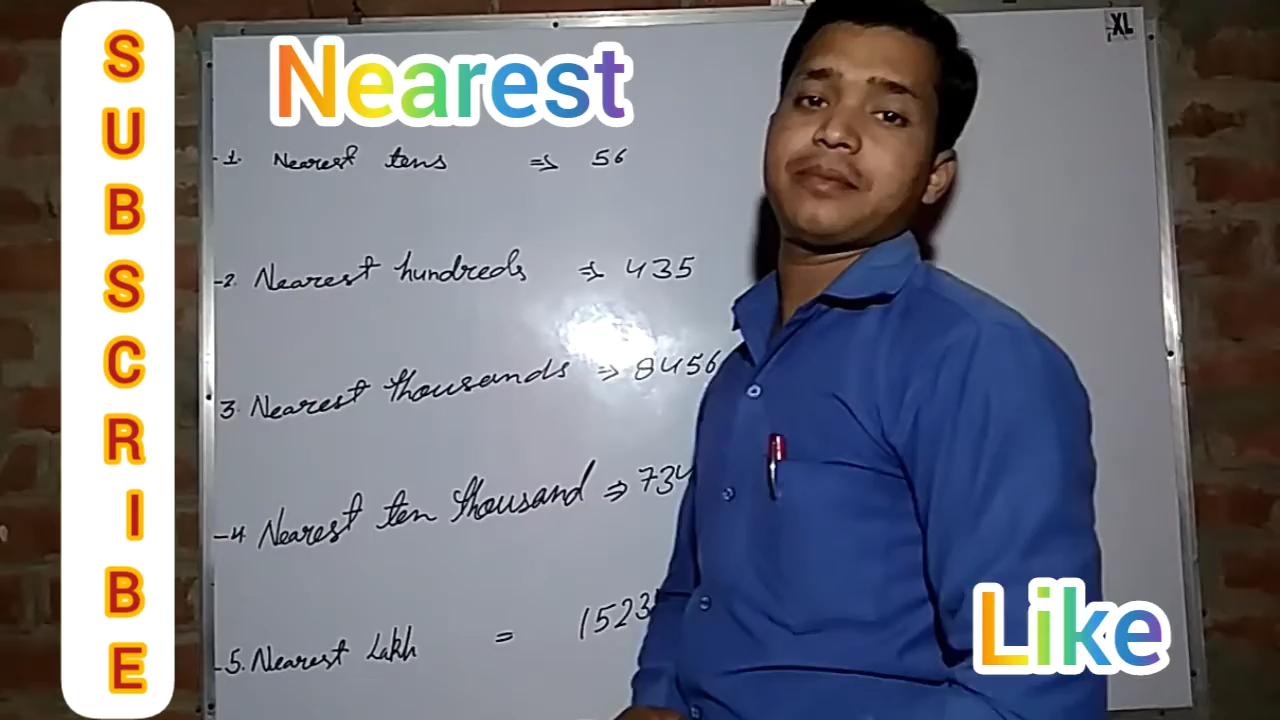 SUBSCRIBE
Nearest
XL
1. Nearest tens => 56
2. Nearest hundreds => 435
3. Nearest thousands => 8456
4. Nearest ten thousand => 734
5. Nearest Lakh = 1523
Like